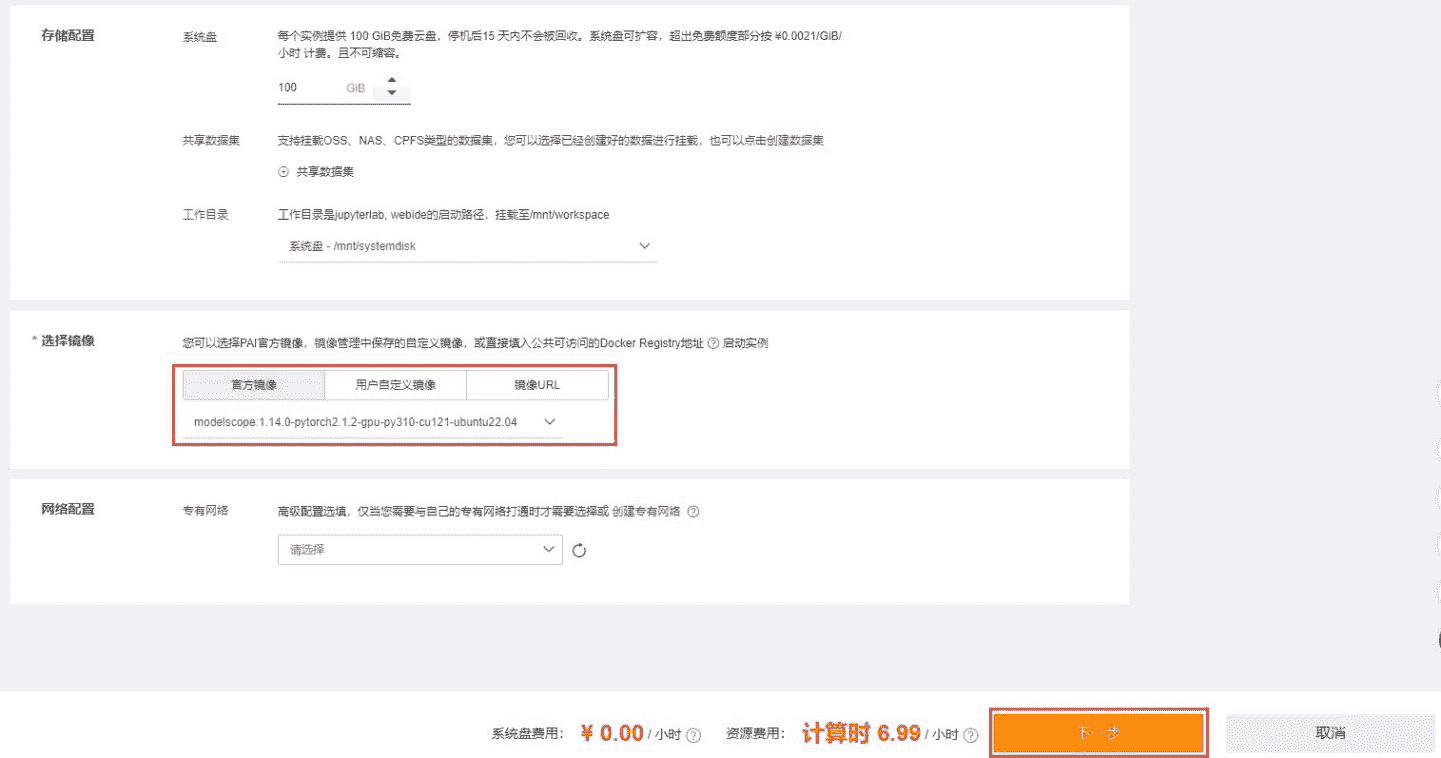 存储配置
系统盘
每个实例提供 100 GiB免费云盘，停机后15 天内不会被回收。系统盘可扩容，超出免费额度部分按 ¥0.0021/GiB/
小时 计费。且不可缩容。
100 GiB
共享数据集
支持挂载OSS、NAS、CPFS类型的数据集，您可以选择已经创建好的数据进行挂载，也可以点击创建数据集
共享数据集
工作目录
工作目录是jupyterlab, webide的启动路径，挂载至/mnt/workspace
系统盘 - /mnt/systemdisk
* 选择镜像
您可以选择PAI官方镜像，镜像管理中保存的自定义镜像，或直接填入公共可访问的Docker Registry地址 ? 启动实例
官方镜像 用户自定义镜像 镜像URL
modelscope:1.14.0-pytorch2.1.2-gpu-py310-cu121-ubuntu22.04
网络配置
专有网络
高级配置选填，仅当您需要与自己的专有网络打通时才需要选择或 创建专有网络 ?
请选择
系统盘费用： ¥ 0.00 / 小时 ? 资源费用： 计算时 6.99 / 小时 ? 下一步 取消